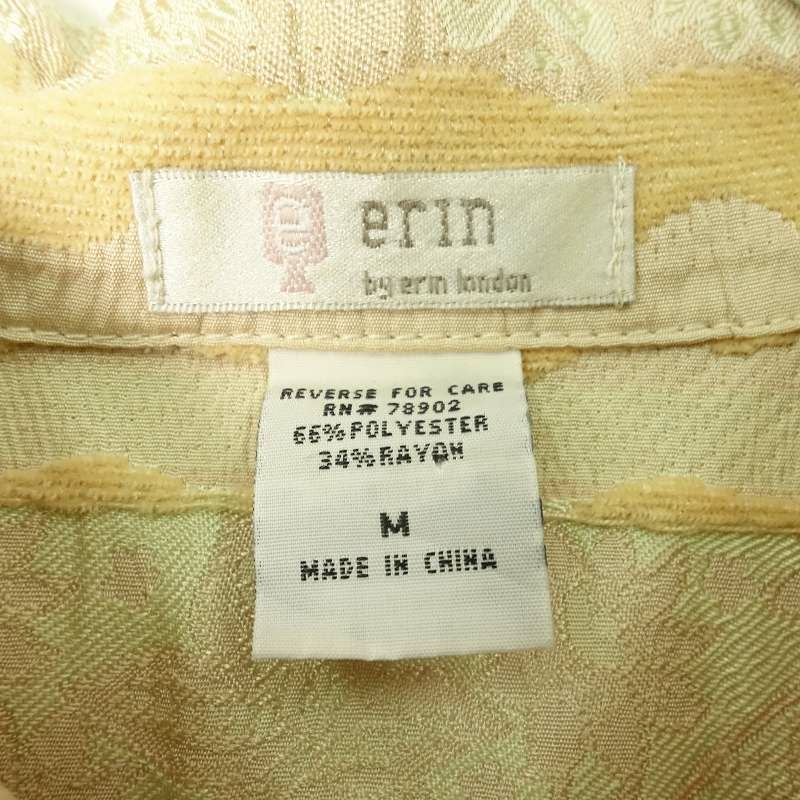 erin
by erin london
REVERSE FOR CARE
RN# 78902
66%POLYESTER
34%RAYON
M
MADE IN CHINA